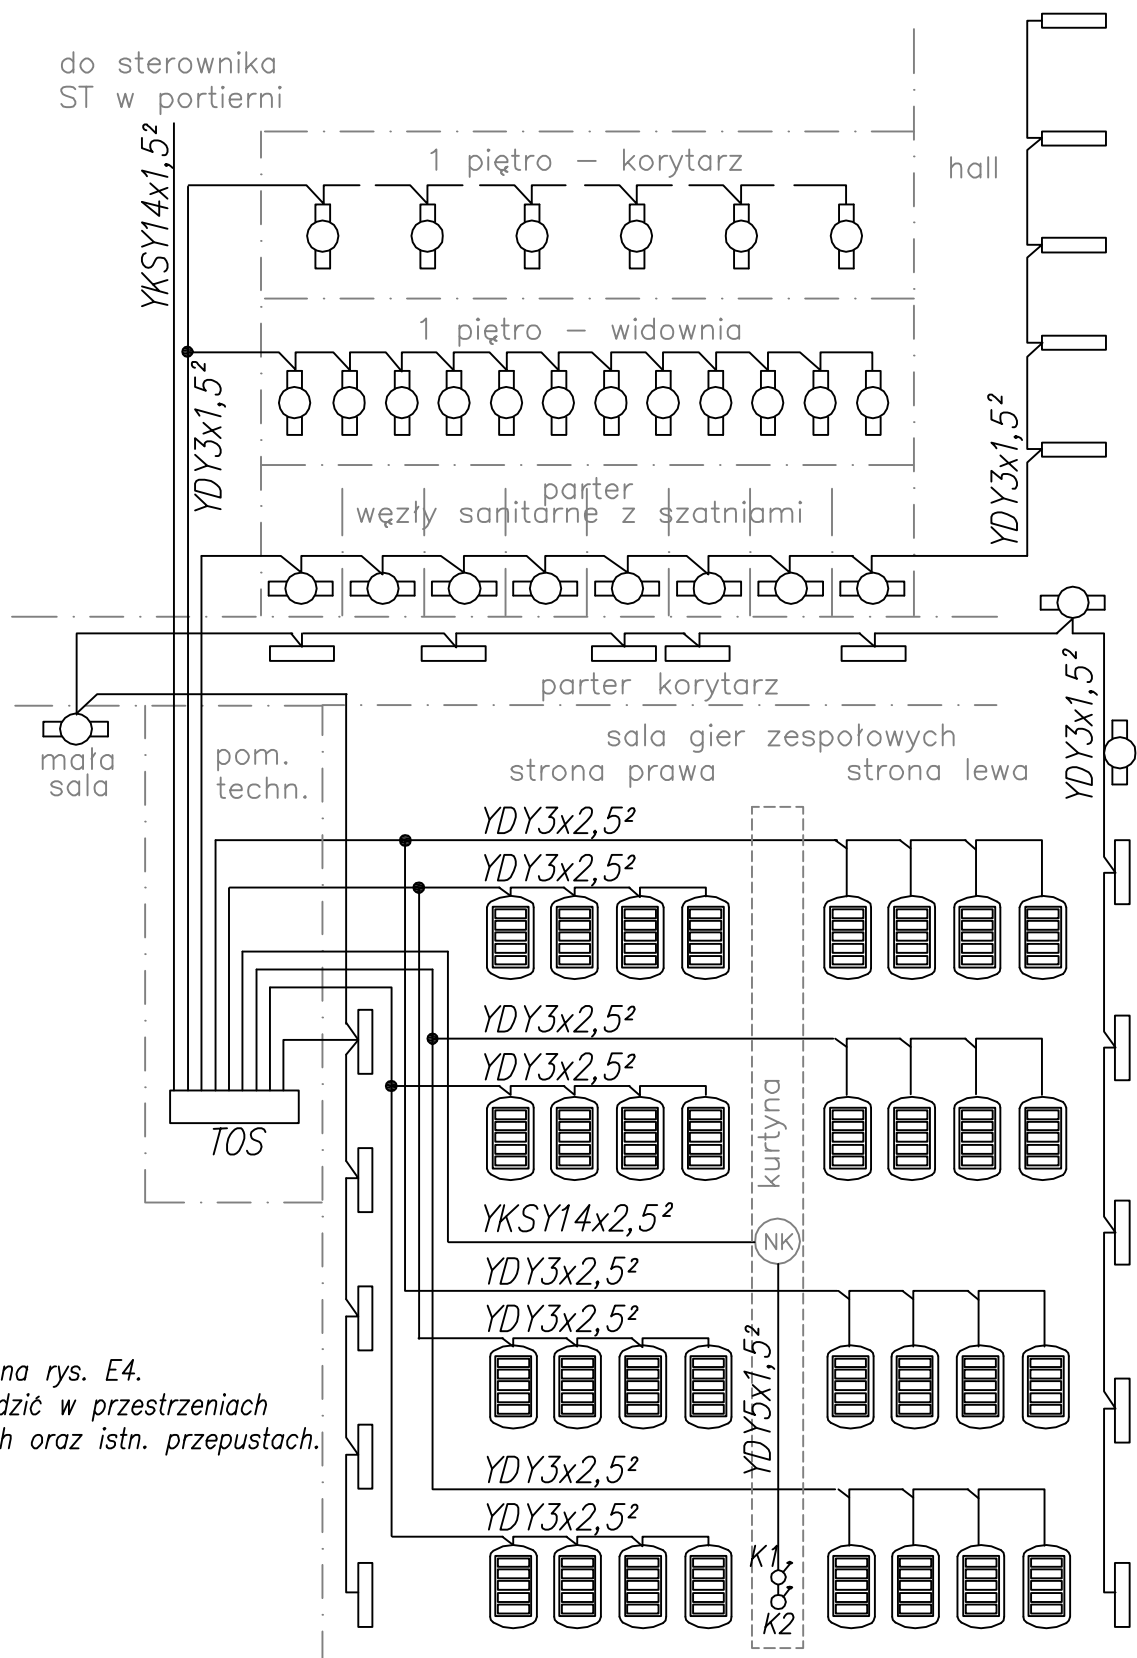 do sterownika
ST w portierni
YKSY14x1,5²
1 piętro – korytarz
hall
1 piętro – widownia
YDY3x1,5²
YDY3x1,5²
parter
węzły sanitarne z szatniami
parter korytarz
YDY3x1,5²
mała
sala
pom.
techn.
sala gier zespołowych
strona prawa
strona lewa
YDY3x2,5²
YDY3x2,5²
YDY3x2,5²
YDY3x2,5²
kurtyna
TOS
YKSY14x2,5²
NK
YDY3x2,5²
YDY3x2,5²
YDY5x1,5²
na rys. E4.
dzić w przestrzeniach
h oraz istn. przepustach.
YDY3x2,5²
YDY3x2,5²
K1
K2